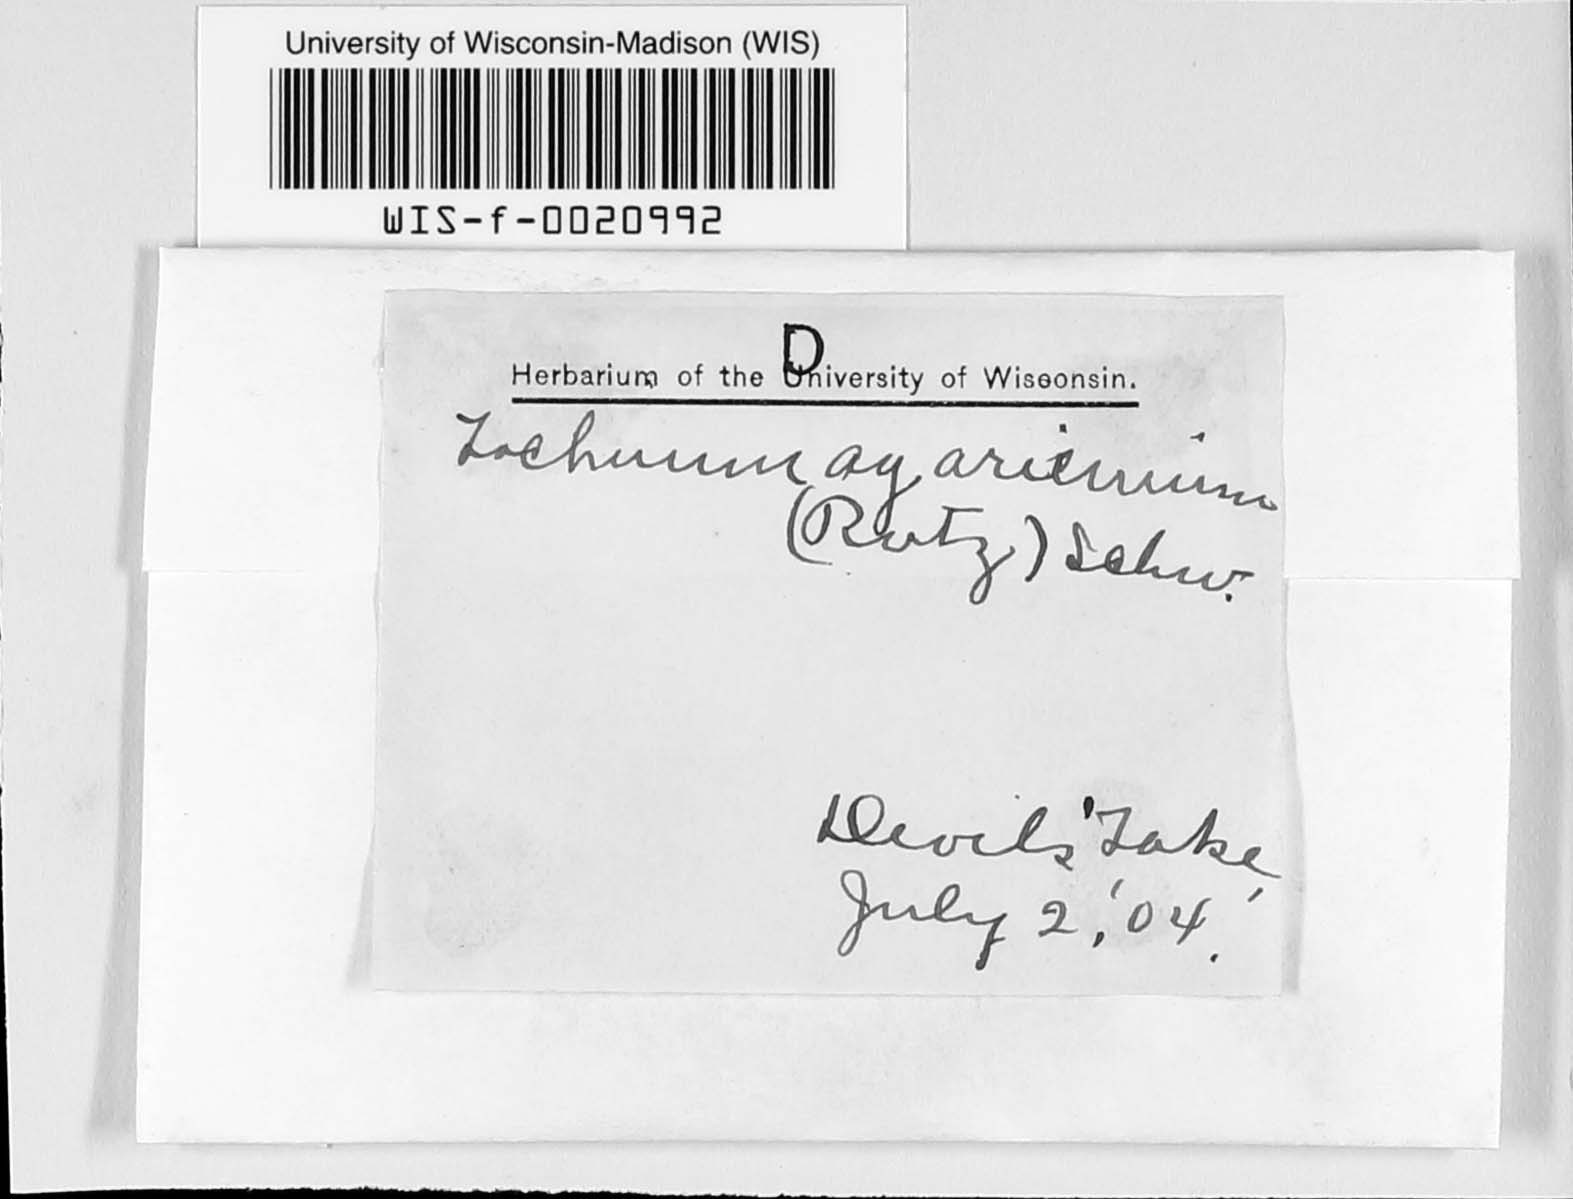 University of Wisconsin-Madison (WIS)
WIS-f-0020992
D
Herbarium of the University of Wisconsin.
Lachnum agaricinum
(Retz) Schw.
Devils' Lake,
July 2, '04.